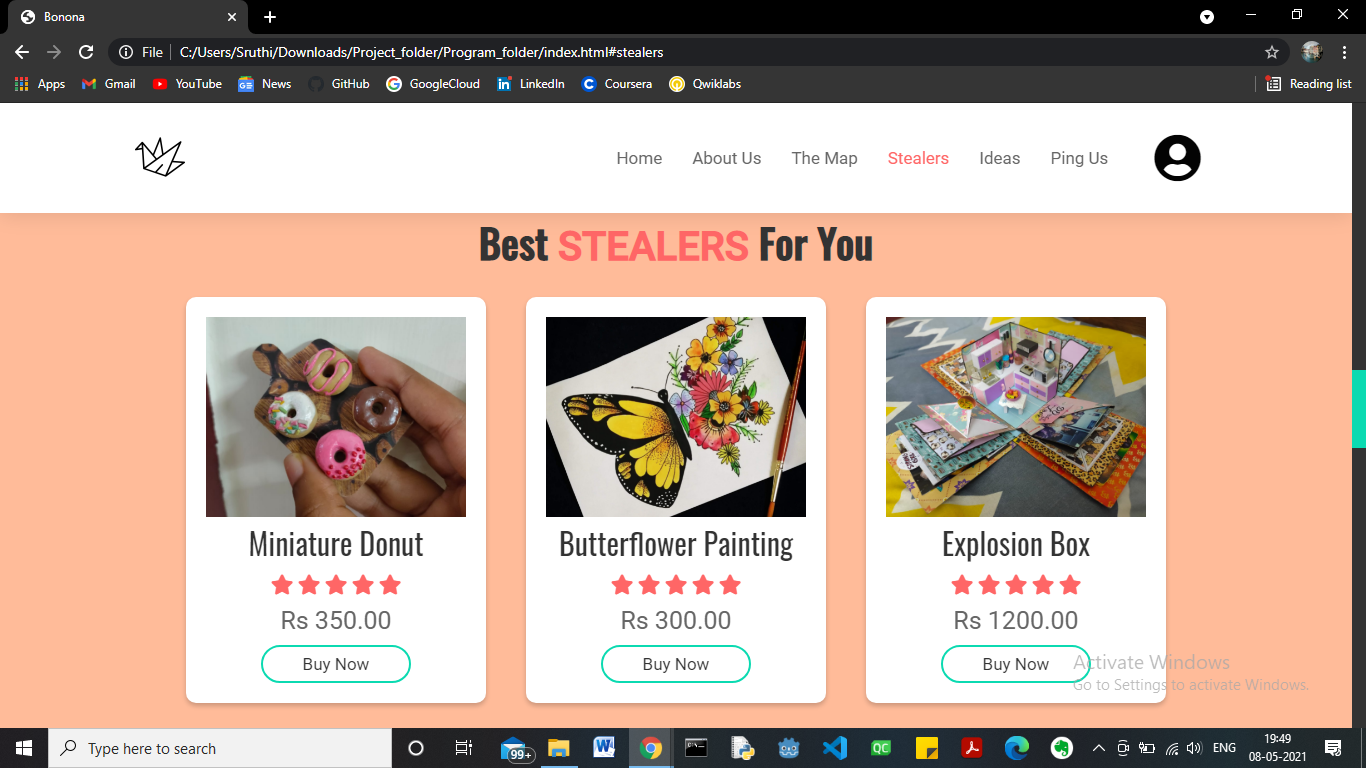 Bonona
File
C:/Users/Sruthi/Downloads/Project_folder/Program_folder/index.html#stealers
Apps Gmail YouTube News GitHub GoogleCloud LinkedIn Coursera Qwiklabs Reading list
Home About Us The Map Stealers Ideas Ping Us
Best STEALERS For You
Miniature Donut
Rs 350.00
Buy Now
Butterflower Painting
Rs 300.00
Buy Now
Explosion Box
Rs 1200.00
Buy Now
Activate Windows
Go to Settings to activate Windows.
Type here to search
99+
QC
ENG
19:49
08-05-2021